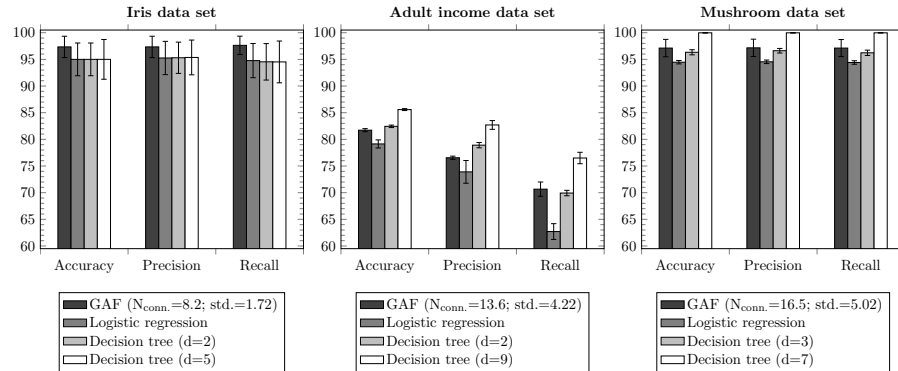 Iris data set
100
95
90
85
80
75
70
65
60
Accuracy Precision Recall
GAF (N_conn.=8.2; std.=1.72)
Logistic regression
Decision tree (d=2)
Decision tree (d=5)
Adult income data set
100
95
90
85
80
75
70
65
60
Accuracy Precision Recall
GAF (N_conn.=13.6; std.=4.22)
Logistic regression
Decision tree (d=2)
Decision tree (d=9)
Mushroom data set
100
95
90
85
80
75
70
65
60
Accuracy Precision Recall
GAF (N_conn.=16.5; std.=5.02)
Logistic regression
Decision tree (d=3)
Decision tree (d=7)